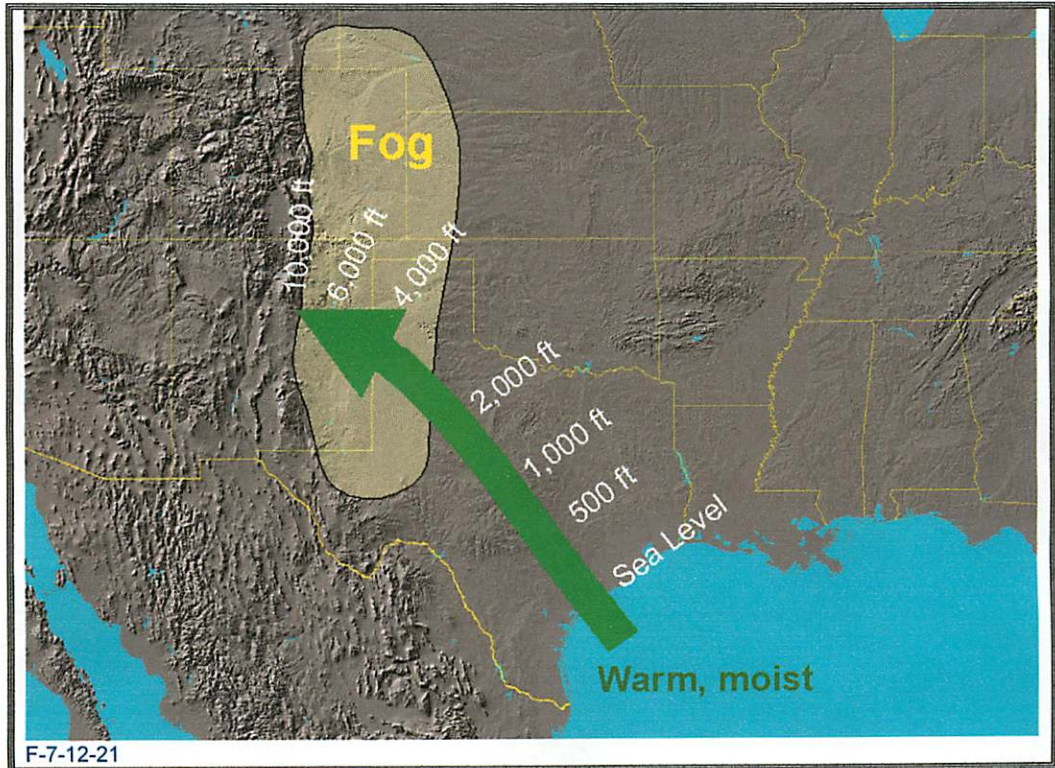 Fog
10,000 ft
6,000 ft
4,000 ft
2,000 ft
1,000 ft
500 ft
Sea Level
Warm, moist
F-7-12-21